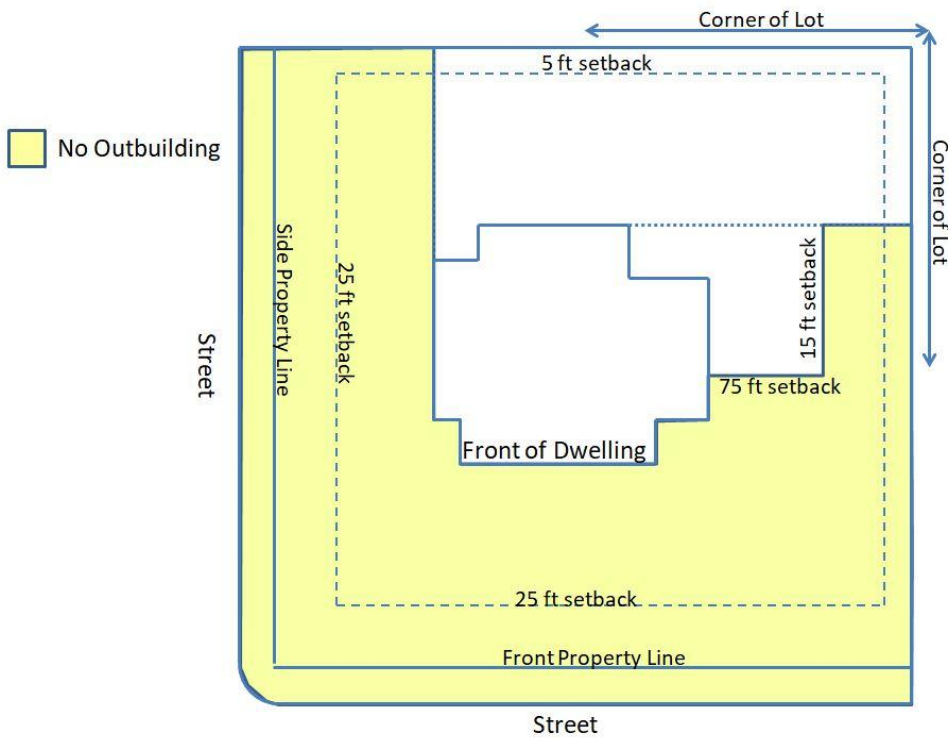 Corner of Lot
5 ft setback
No Outbuilding
Corner of Lot
Side Property Line
25 ft setback
15 ft setback
Street
75 ft setback
Front of Dwelling
25 ft setback
Front Property Line
Street